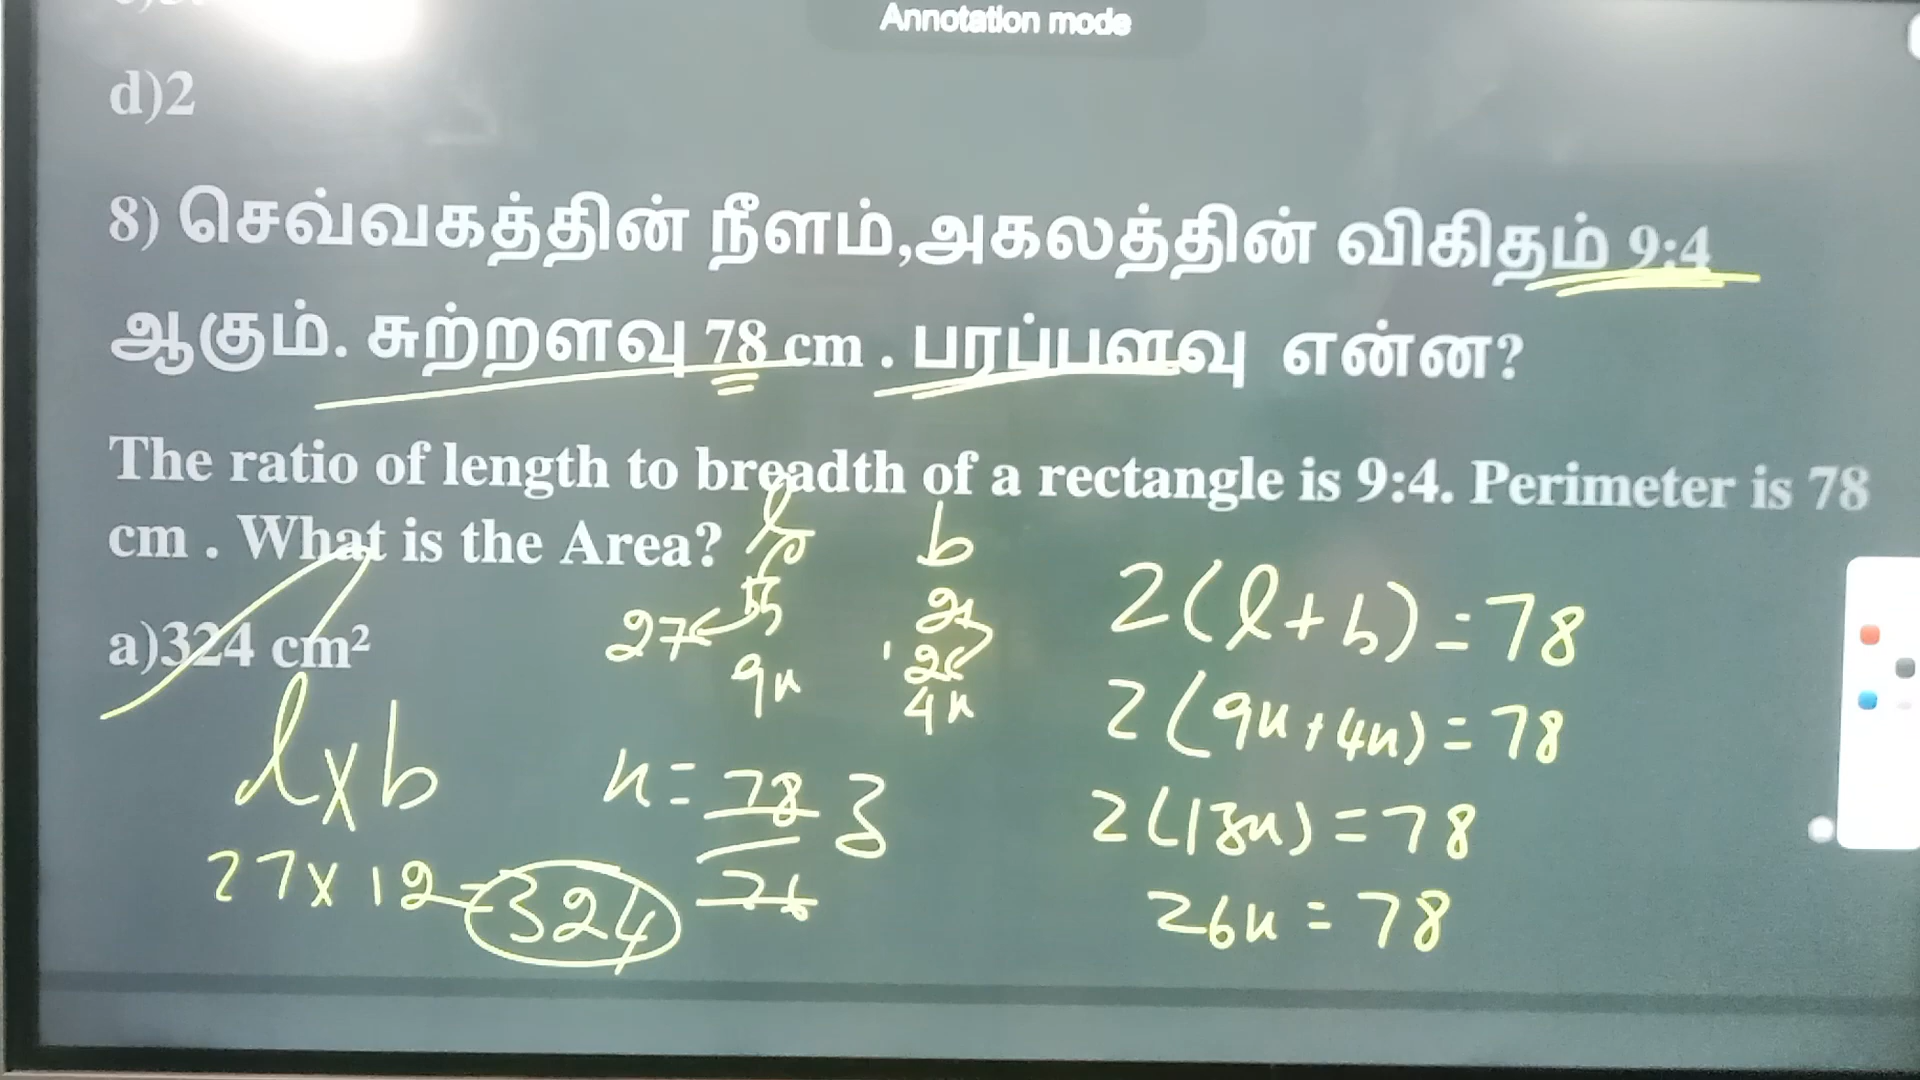 Annotation mode
d)2
8) செவ்வகத்தின் நீளம்,அகலத்தின் விகிதம் 9:4
ஆகும். சுற்றளவு 78 cm . பரப்பளவு என்ன?
The ratio of length to breadth of a rectangle is 9:4. Perimeter is 78
cm . What is the Area?
a)324 cm²
l×b
27×12=324
l b
27
9x 4x
x = 78 3
26
2(l+b)=78
2(9x+4x)=78
2(13x)=78
26x=78